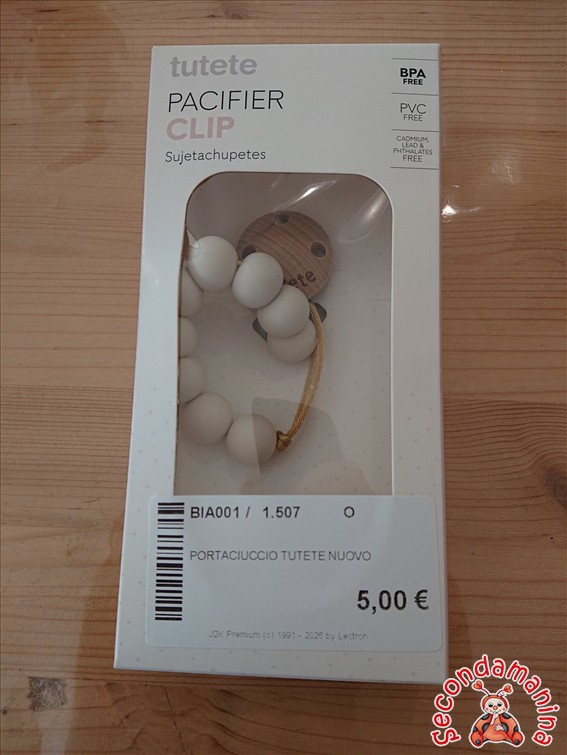 tutete
PACIFIER
CLIP
Sujetachupetes
BPA
FREE
PVC
FREE
CADMIUM,
LEAD &
PHTHALATES
FREE
BIA001 / 1.507 O
PORTACIUCCIO TUTETE NUOVO
5,00 €
J2K Premium (c) 1991 - 2026 by Lectron
secondamanina